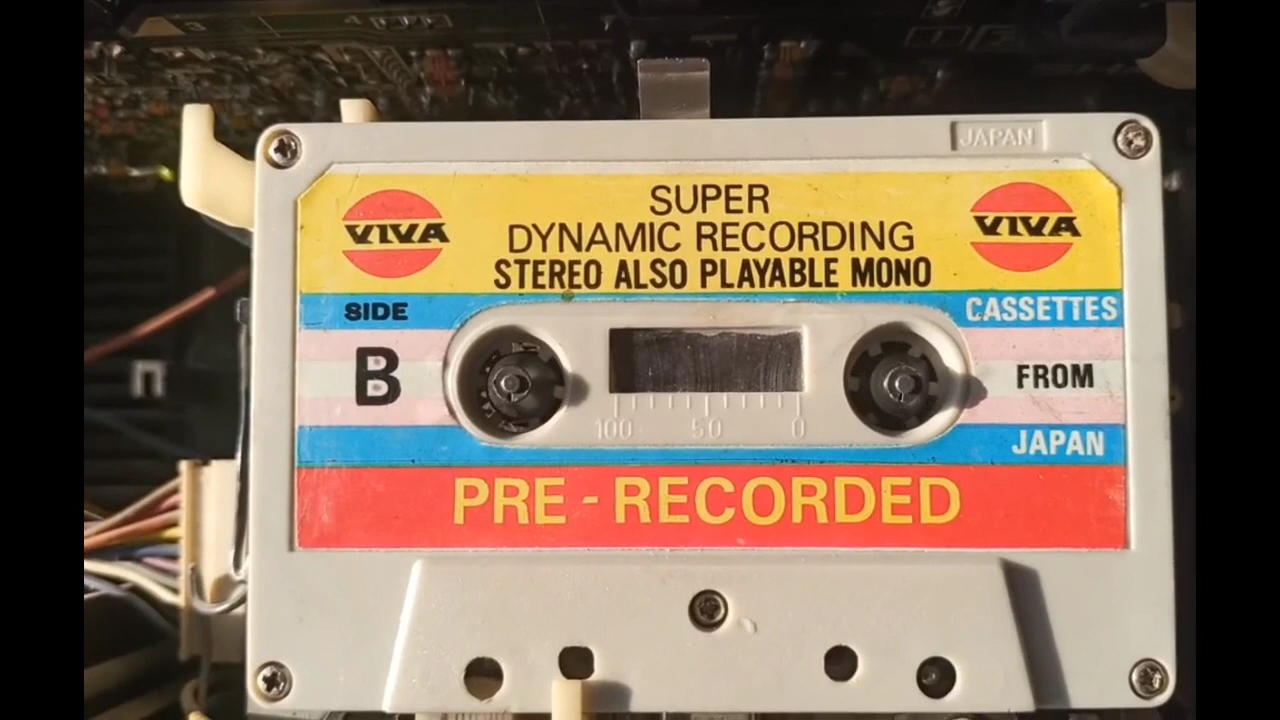 JAPAN
SUPER
VIVA DYNAMIC RECORDING VIVA
STEREO ALSO PLAYABLE MONO
SIDE CASSETTES
B FROM
100 50 0
JAPAN
PRE - RECORDED